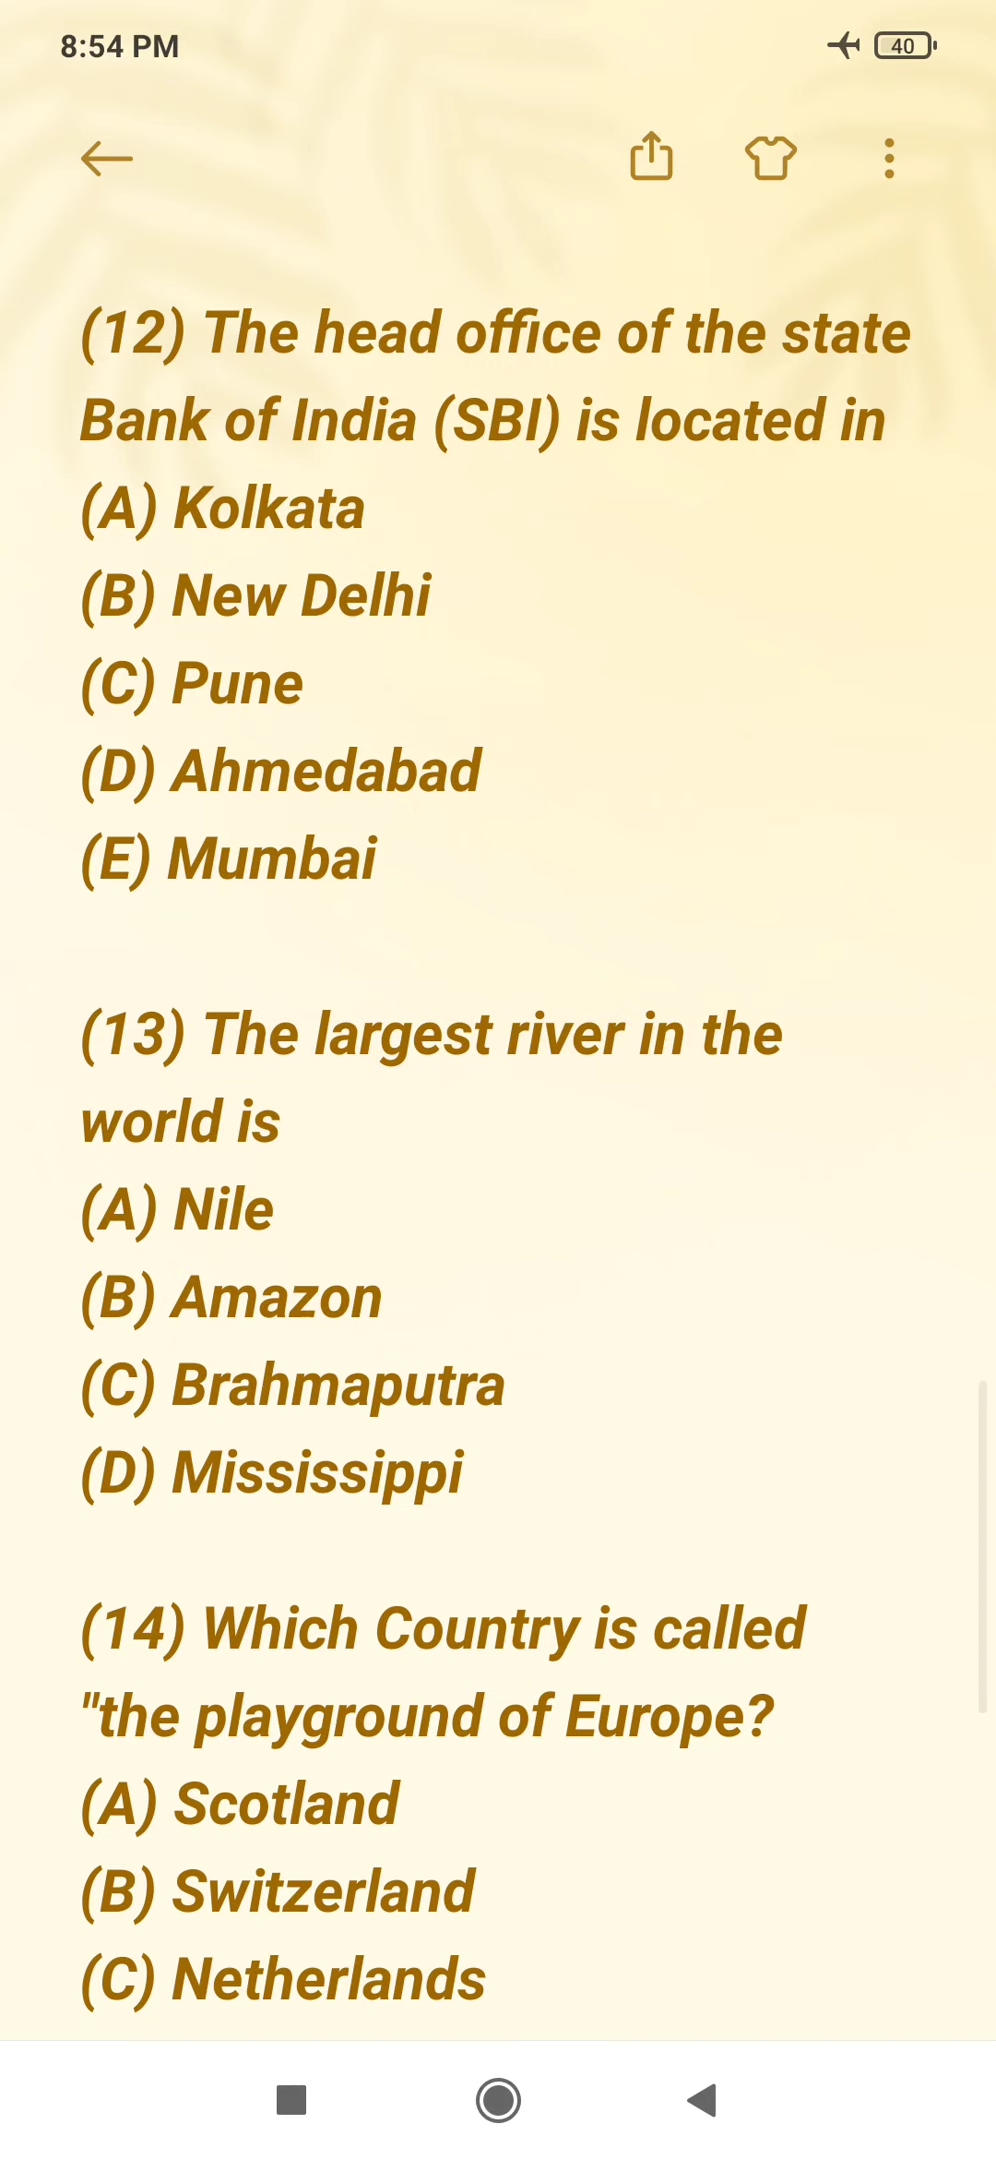 8:54 PM
40
(12) The head office of the state
Bank of India (SBI) is located in
(A) Kolkata
(B) New Delhi
(C) Pune
(D) Ahmedabad
(E) Mumbai
(13) The largest river in the
world is
(A) Nile
(B) Amazon
(C) Brahmaputra
(D) Mississippi
(14) Which Country is called
"the playground of Europe?
(A) Scotland
(B) Switzerland
(C) Netherlands